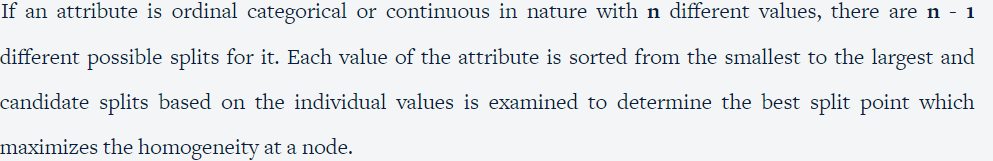 If an attribute is ordinal categorical or continuous in nature with n different values, there are n - 1
different possible splits for it. Each value of the attribute is sorted from the smallest to the largest and
candidate splits based on the individual values is examined to determine the best split point which
maximizes the homogeneity at a node.